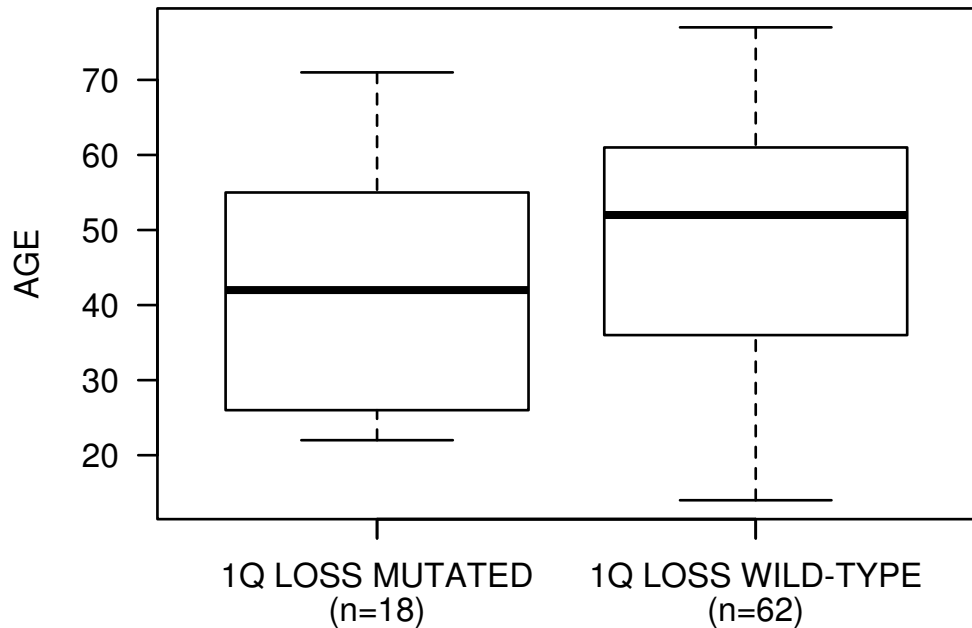 AGE
70
60
50
40
30
20
1Q LOSS MUTATED
(n=18)
1Q LOSS WILD-TYPE
(n=62)